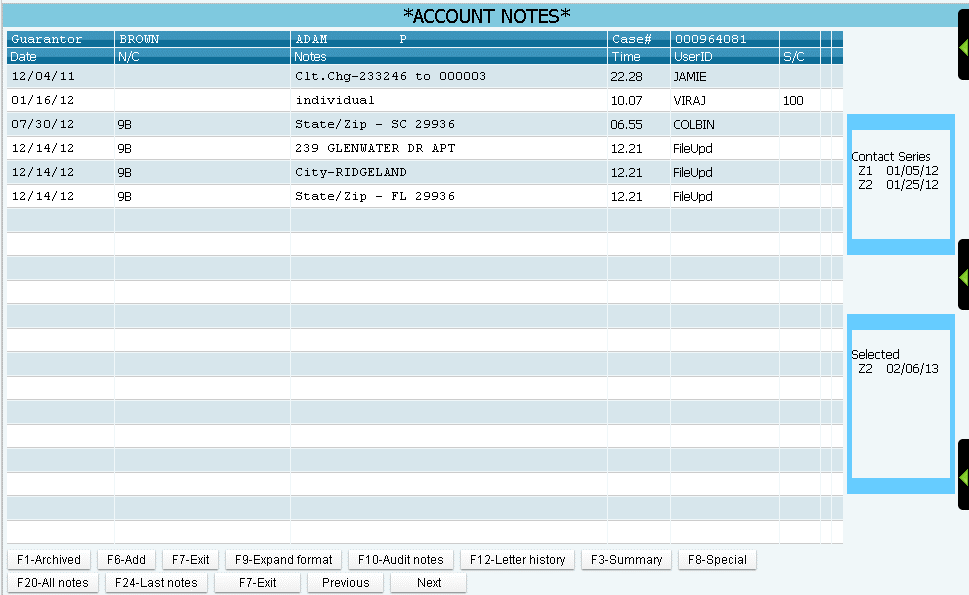 *ACCOUNT NOTES*
Guarantor BROWN ADAM P Case# 000964081
Date N/C Notes Time UserID S/C
12/04/11 Clt.Chg-233246 to 000003 22.28 JAMIE
01/16/12 individual 10.07 VIRAJ 100
07/30/12 9B State/Zip - SC 29936 06.55 COLBIN
12/14/12 9B 239 GLENWATER DR APT 12.21 FileUpd
12/14/12 9B City-RIDGELAND 12.21 FileUpd
12/14/12 9B State/Zip - FL 29936 12.21 FileUpd
Contact Series
Z1 01/05/12
Z2 01/25/12
Selected
Z2 02/06/13
F1-Archived F6-Add F7-Exit F9-Expand format F10-Audit notes F12-Letter history F3-Summary F8-Special
F20-All notes F24-Last notes F7-Exit Previous Next